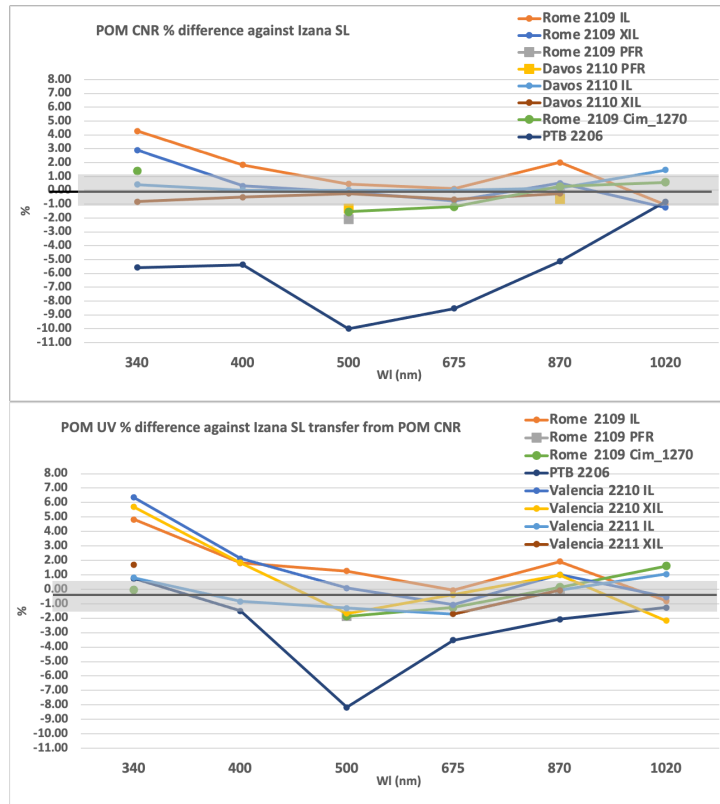 POM CNR % difference against Izana SL
Rome 2109 IL
Rome 2109 XIL
Rome 2109 PFR
Davos 2110 PFR
Davos 2110 IL
Davos 2110 XIL
Rome 2109 Cim_1270
PTB 2206
8.00
7.00
6.00
5.00
4.00
3.00
2.00
1.00
0.00
-1.00
-2.00
-3.00
-4.00
-5.00
-6.00
-7.00
-8.00
-9.00
-10.00
-11.00
%
340 400 500 675 870 1020
Wl (nm)
POM UV % difference against Izana SL transfer from POM CNR
Rome 2109 IL
Rome 2109 PFR
Rome 2109 Cim_1270
PTB 2206
Valencia 2210 IL
Valencia 2210 XIL
Valencia 2211 IL
Valencia 2211 XIL
8.00
7.00
6.00
5.00
4.00
3.00
2.00
1.00
0.00
-1.00
-2.00
-3.00
-4.00
-5.00
-6.00
-7.00
-8.00
-9.00
-10.00
-11.00
%
340 400 500 675 870 1020
Wl (nm)